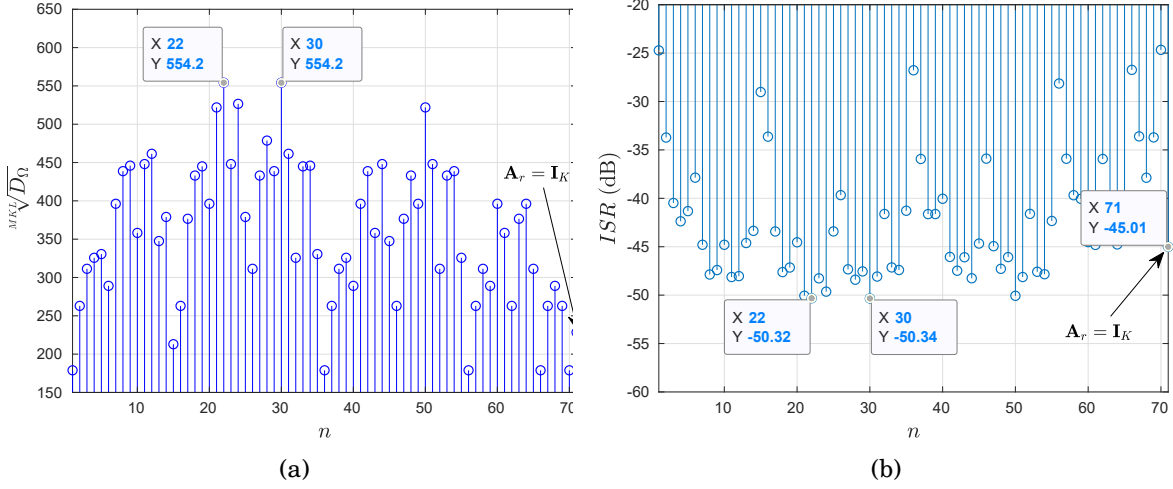 650
600
550
500
450
400
350
300
250
200
150
10
20
30
40
50
60
70
n
\sqrt[MKL]{D_Ω}
X 22
Y 554.2
X 30
Y 554.2
A_r = I_K
(a)
-20
-25
-30
-35
-40
-45
-50
-55
-60
10
20
30
40
50
60
70
n
ISR (dB)
X 71
Y -45.01
X 22
Y -50.32
X 30
Y -50.34
A_r = I_K
(b)